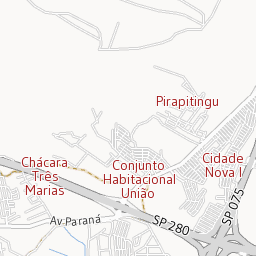 Pirapitingu
Chácara
Três
Marias
Conjunto
Habitacional
União
Cidade
Nova I
SP 075
Av Paraná
SP 280